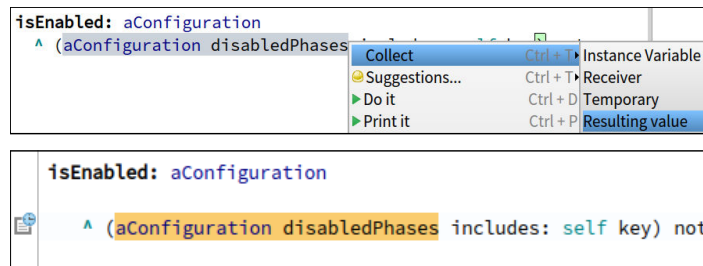 isEnabled: aConfiguration
^ (aConfiguration disabledPhases
Collect Ctrl + T Instance Variable
Suggestions... Ctrl + T Receiver
Do it Ctrl + D Temporary
Print it Ctrl + P Resulting value
isEnabled: aConfiguration
^ (aConfiguration disabledPhases includes: self key) not